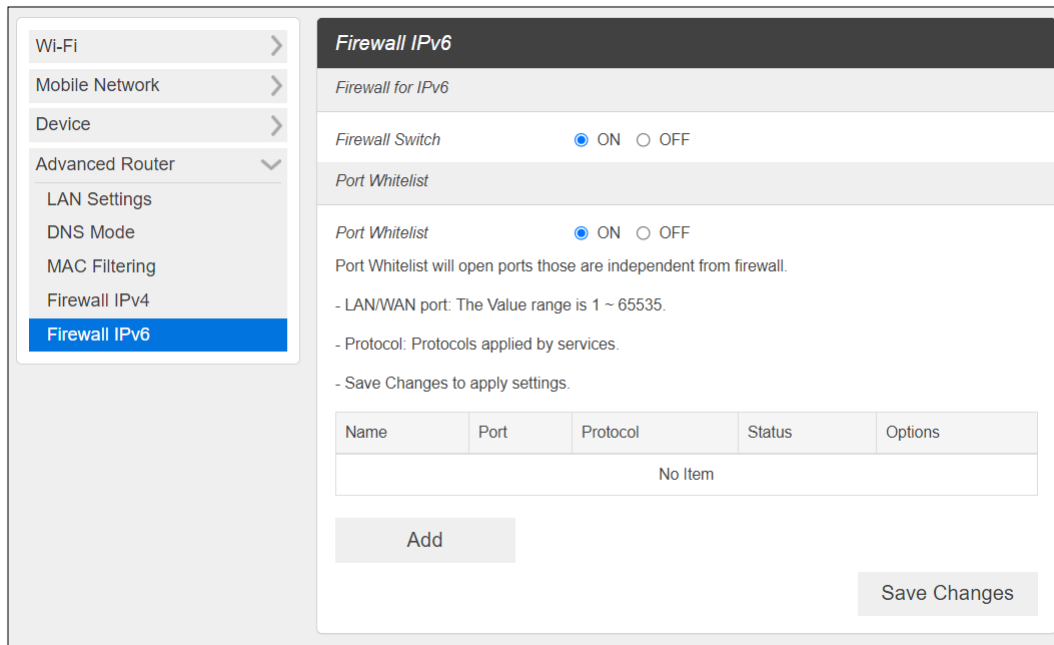 Wi-Fi
Mobile Network
Device
Advanced Router
LAN Settings
DNS Mode
MAC Filtering
Firewall IPv4
Firewall IPv6
Firewall IPv6
Firewall for IPv6
Firewall Switch ON OFF
Port Whitelist
Port Whitelist ON OFF
Port Whitelist will open ports those are independent from firewall.
- LAN/WAN port: The Value range is 1 ~ 65535.
- Protocol: Protocols applied by services.
- Save Changes to apply settings.
Name Port Protocol Status Options
No Item
Add
Save Changes